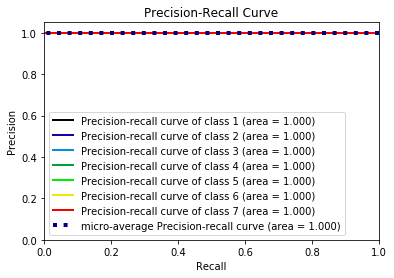 Precision-Recall Curve
1.0
0.8
0.6
0.4
0.2
0.0
Precision
Precision-recall curve of class 1 (area = 1.000)
Precision-recall curve of class 2 (area = 1.000)
Precision-recall curve of class 3 (area = 1.000)
Precision-recall curve of class 4 (area = 1.000)
Precision-recall curve of class 5 (area = 1.000)
Precision-recall curve of class 6 (area = 1.000)
Precision-recall curve of class 7 (area = 1.000)
micro-average Precision-recall curve (area = 1.000)
0.0 0.2 0.4 0.6 0.8 1.0
Recall